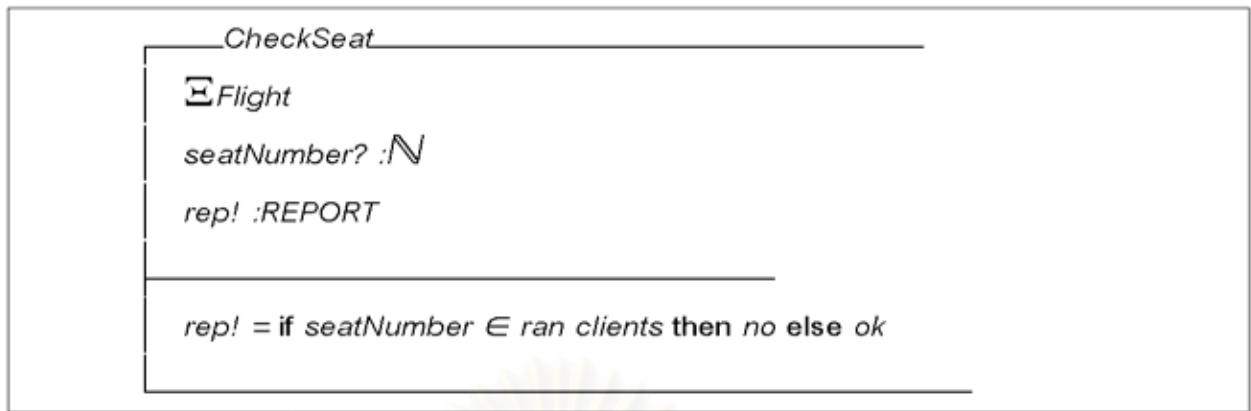 CheckSeat
ΞFlight
seatNumber? :ℕ
rep! :REPORT
rep! = if seatNumber ∈ ran clients then no else ok